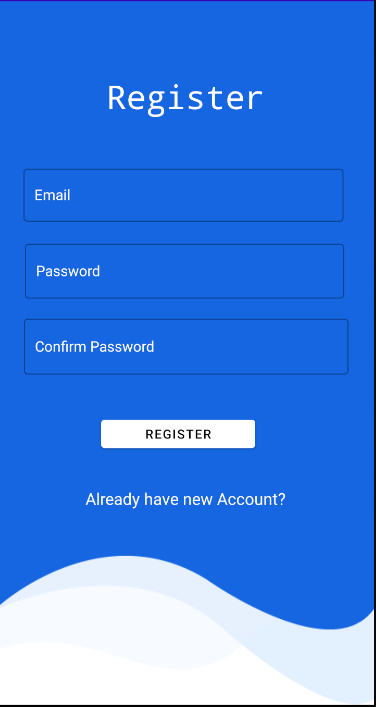 Register
Email
Password
Confirm Password
REGISTER
Already have new Account?